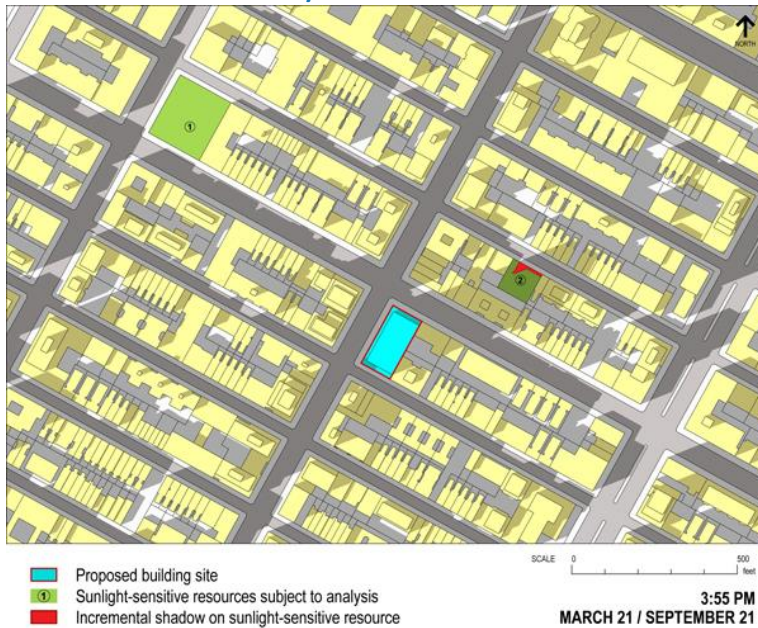 NORTH
①
②
SCALE 0 500
feet
Proposed building site
① Sunlight-sensitive resources subject to analysis
Incremental shadow on sunlight-sensitive resource
3:55 PM
MARCH 21 / SEPTEMBER 21